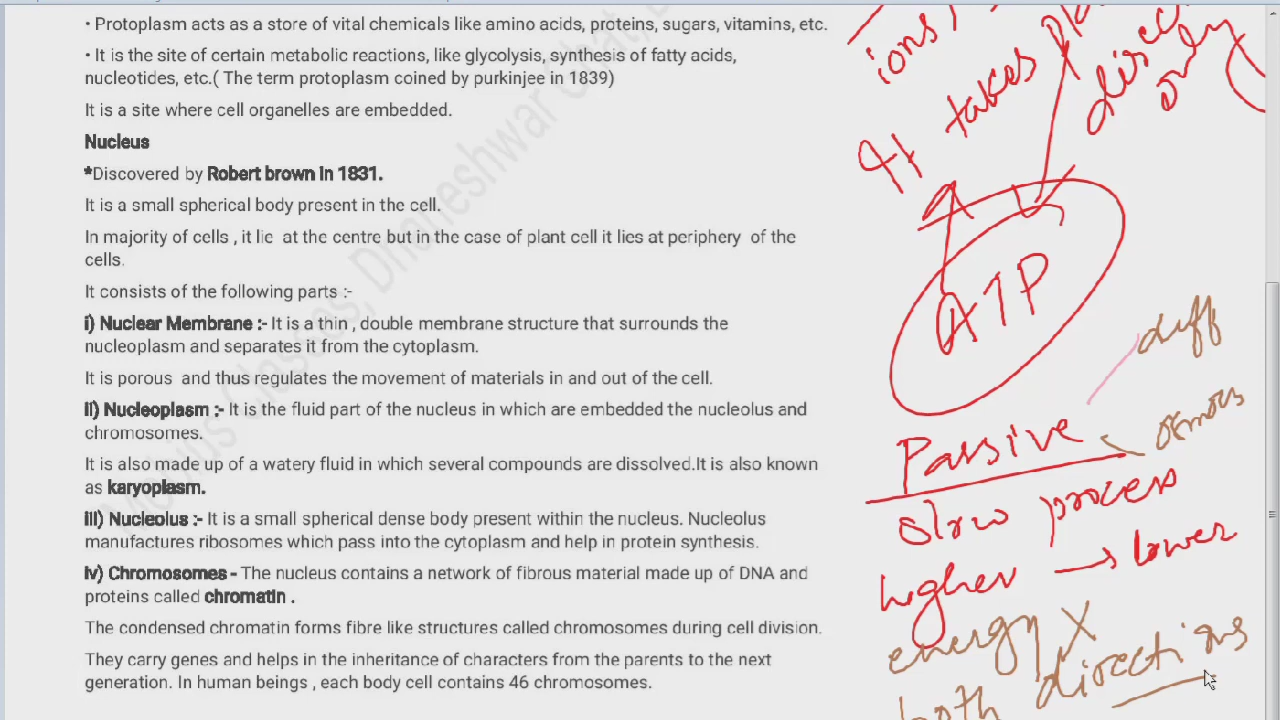 • Protoplasm acts as a store of vital chemicals like amino acids, proteins, sugars, vitamins, etc.
• It is the site of certain metabolic reactions, like glycolysis, synthesis of fatty acids,
nucleotides, etc.( The term protoplasm coined by purkinjee in 1839)
It is a site where cell organelles are embedded.
Nucleus
*Discovered by Robert brown in 1831.
It is a small spherical body present in the cell.
In majority of cells , it lie at the centre but in the case of plant cell it lies at periphery of the
cells.
It consists of the following parts :-
i) Nuclear Membrane :- It is a thin , double membrane structure that surrounds the
nucleoplasm and separates it from the cytoplasm.
It is porous and thus regulates the movement of materials in and out of the cell.
ii) Nucleoplasm :- It is the fluid part of the nucleus in which are embedded the nucleolus and
chromosomes.
It is also made up of a watery fluid in which several compounds are dissolved.It is also known
as karyoplasm.
iii) Nucleolus :- It is a small spherical dense body present within the nucleus. Nucleolus
manufactures ribosomes which pass into the cytoplasm and help in protein synthesis.
iv) Chromosomes - The nucleus contains a network of fibrous material made up of DNA and
proteins called chromatin .
The condensed chromatin forms fibre like structures called chromosomes during cell division.
They carry genes and helps in the inheritance of characters from the parents to the next
generation. In human beings , each body cell contains 46 chromosomes.
ions,
It takes
only
ATP
diff
Passive
osmos
slow process
higher → lower
energy X
both directions
Mobius Classes, Dhaneshwar Ghat,